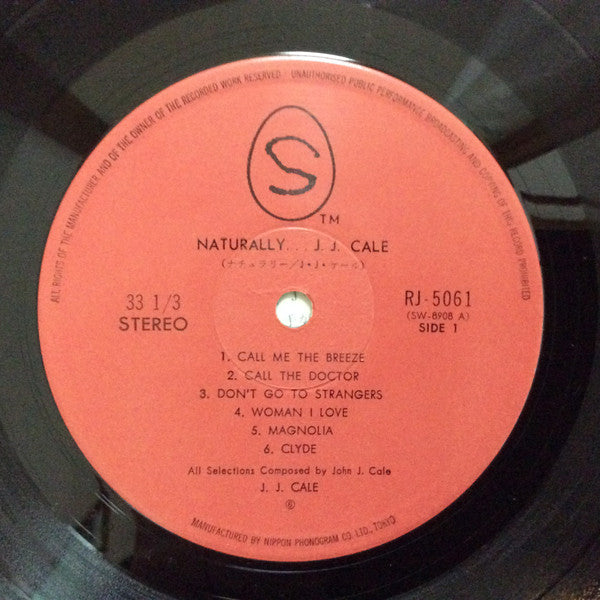 ALL RIGHTS OF THE MANUFACTURER AND OF THE OWNER OF THE RECORDED WORK RESERVED / UNAUTHORISED PUBLIC PERFORMANCE BROADCASTING AND COPYING OF THIS RECORD PROHIBITED
S
TM
NATURALLY... J. J. CALE
(ナチュラリー/J・J・ケール)
33 1/3
STEREO
RJ-5061
(SW-8908 A)
SIDE 1
1. CALL ME THE BREEZE
2. CALL THE DOCTOR
3. DON'T GO TO STRANGERS
4. WOMAN I LOVE
5. MAGNOLIA
6. CLYDE
All Selections Composed by John J. Cale
J. J. CALE
MANUFACTURED BY NIPPON PHONOGRAM CO. LTD., TOKYO